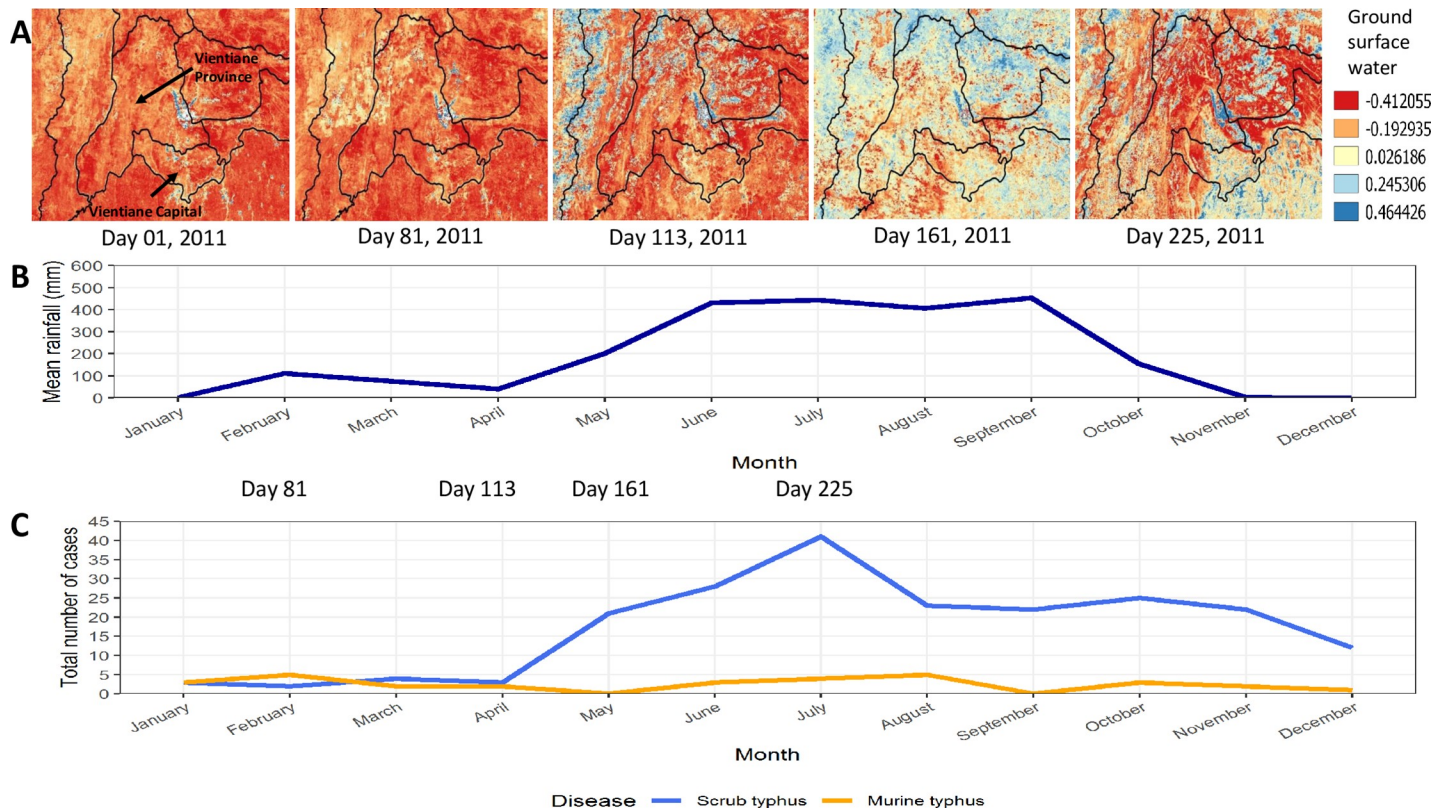 A
Vientiane
Province
Vientiane Capital
Ground
surface
water
-0.412055
-0.192935
0.026186
0.245306
0.464426
Day 01, 2011
Day 81, 2011
Day 113, 2011
Day 161, 2011
Day 225, 2011
B
Mean rainfall (mm)
600
500
400
300
200
100
0
January
February
March
April
May
June
July
August
September
October
November
December
Month
Day 81
Day 113
Day 161
Day 225
C
Total number of cases
45
40
35
30
25
20
15
10
5
0
January
February
March
April
May
June
July
August
September
October
November
December
Month
Disease Scrub typhus Murine typhus